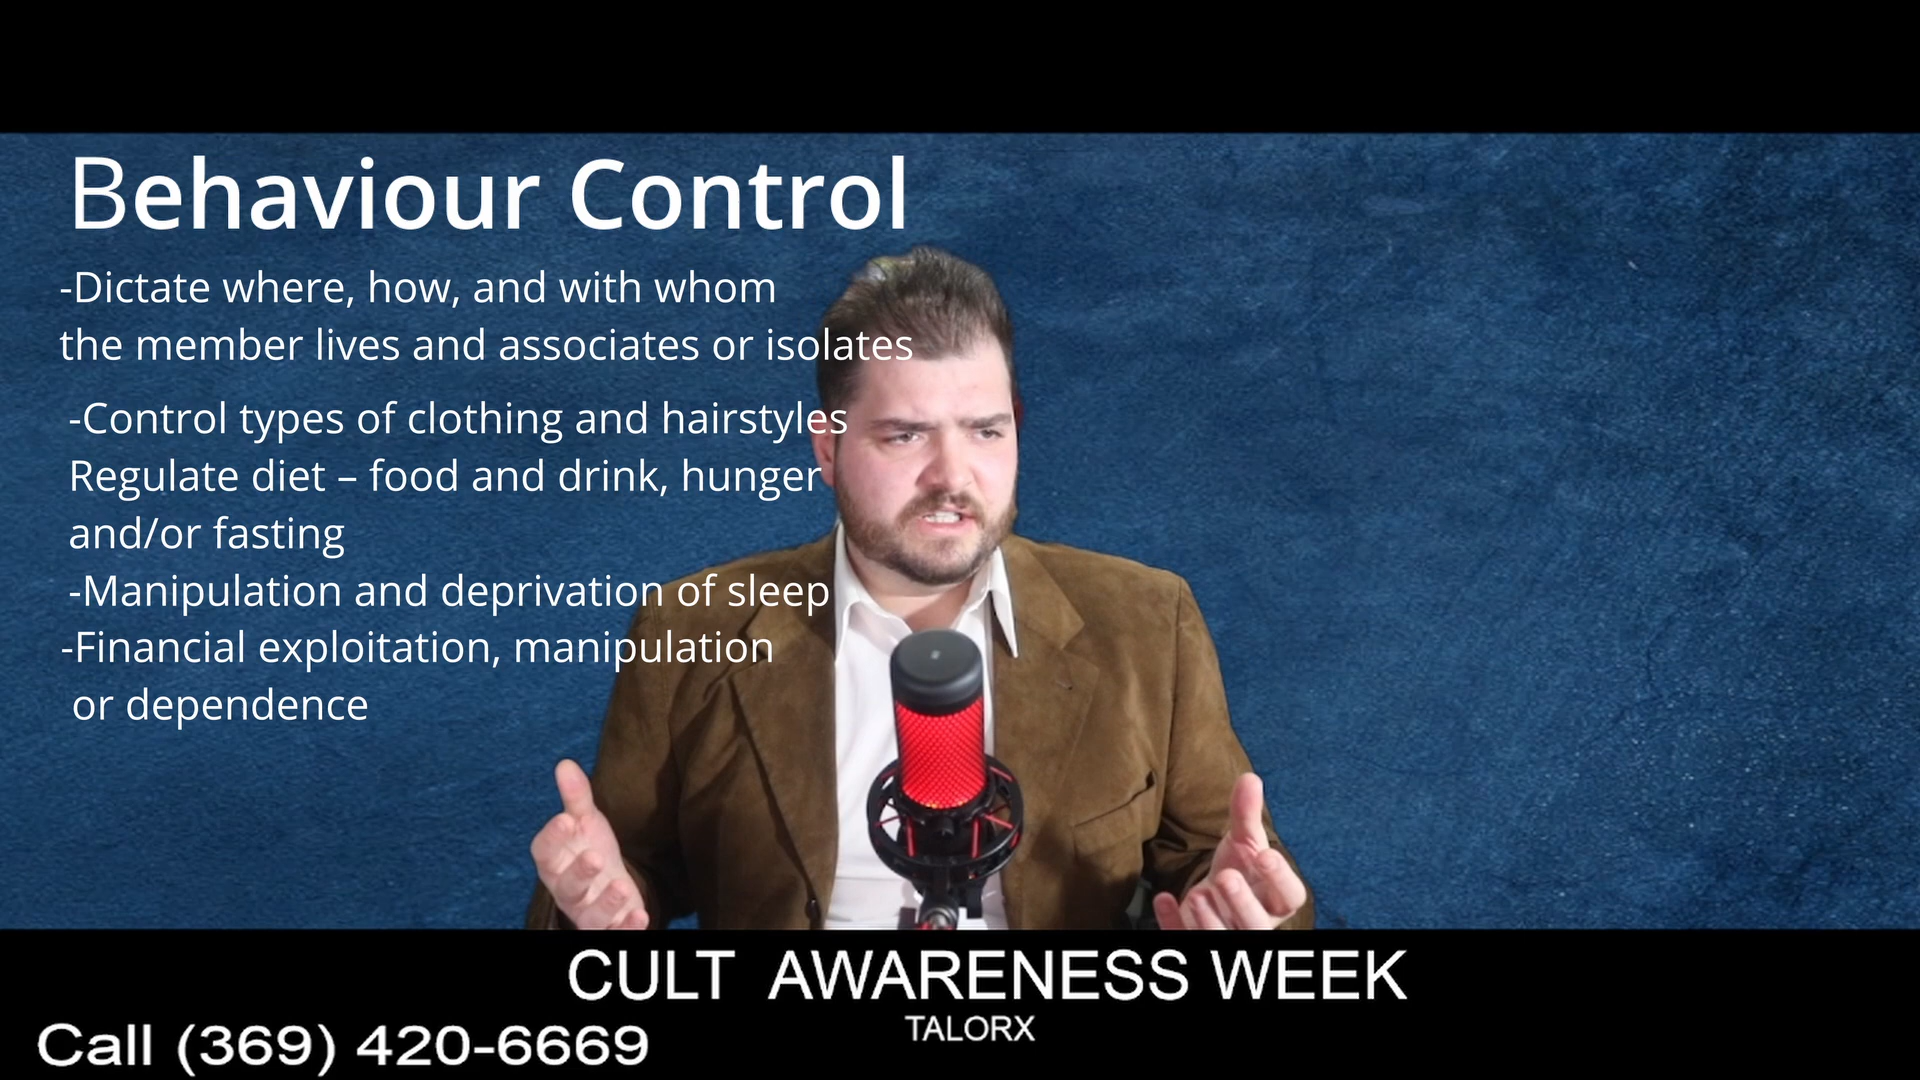 Behaviour Control
-Dictate where, how, and with whom
the member lives and associates or isolates
-Control types of clothing and hairstyles
Regulate diet – food and drink, hunger
and/or fasting
-Manipulation and deprivation of sleep
-Financial exploitation, manipulation
or dependence
CULT AWARENESS WEEK
TALORX
Call (369) 420-6669